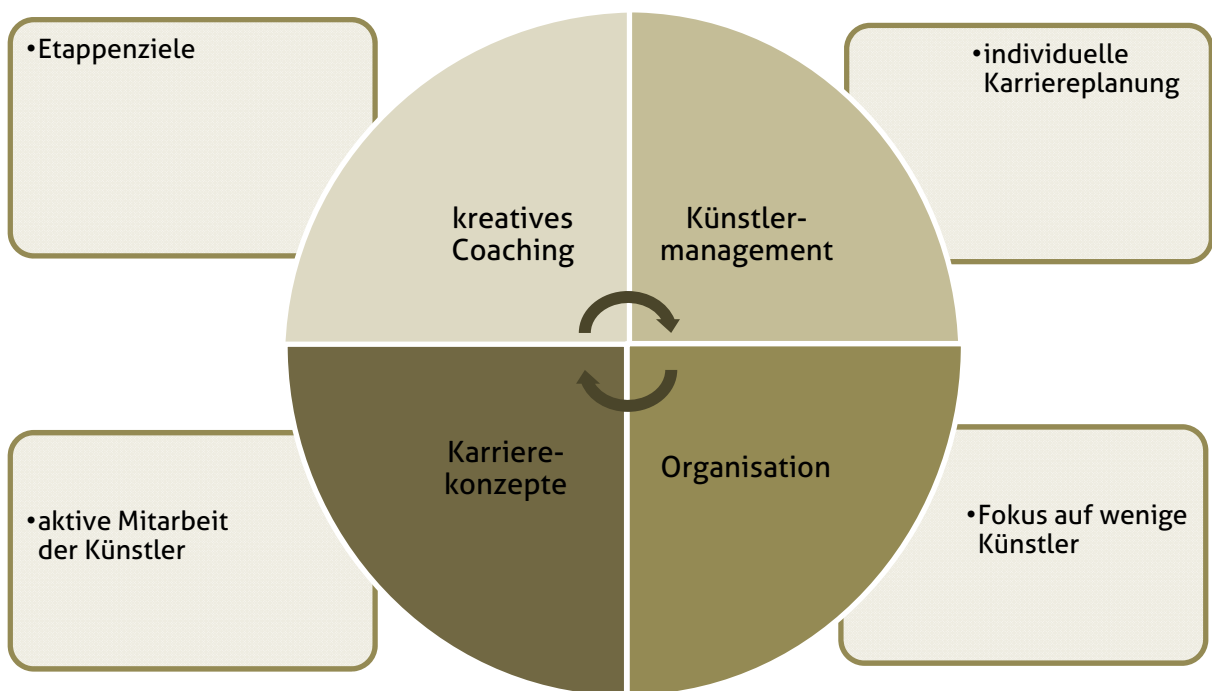 •Etappenziele
•individuelle
Karriereplanung
kreatives
Coaching
Künstler-
management
Karriere-
konzepte
Organisation
•aktive Mitarbeit
der Künstler
•Fokus auf wenige
Künstler